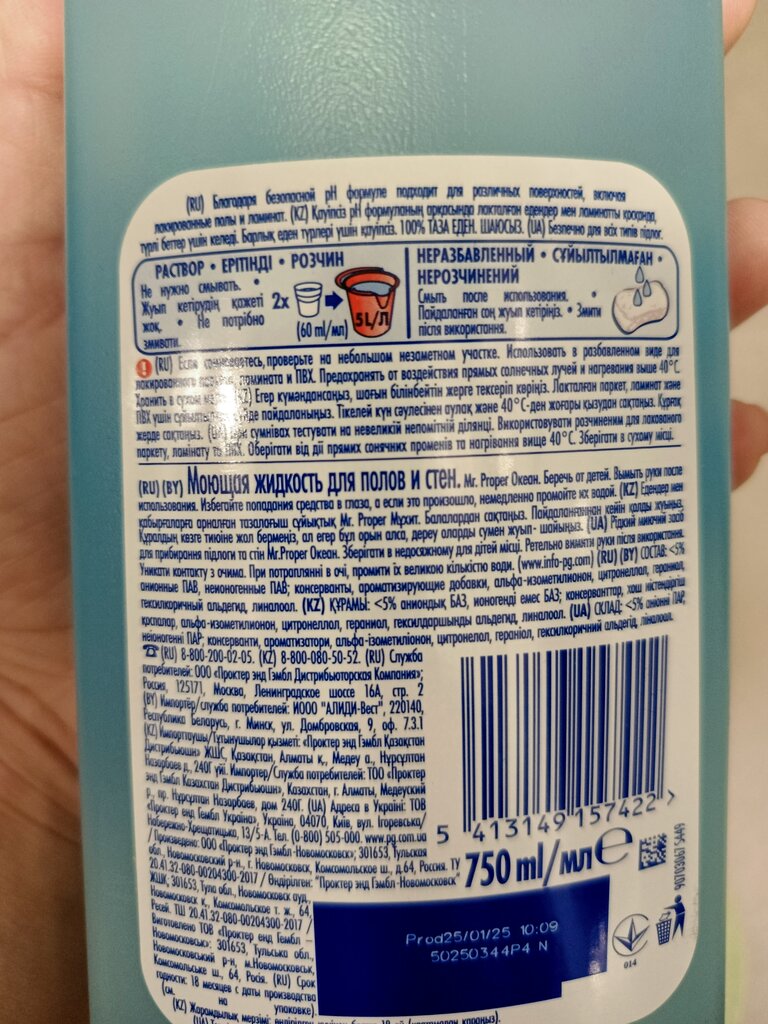 (RU) Благодаря безопасной pH формуле подходит для различных поверхностей, включая
лакированные полы и ламинат. (KZ) Қауіпсіз pH формуланың арқасында лакталған едендер мен ламинатты қосқанда,
түрлі беттер үшін келеді. Барлық еден түрлері үшін қауіпсіз. 100% ТАЗА ЕДЕН. ШАЮСЫЗ. (UA) Безпечно для всіх типів підлог.
РАСТВОР • ЕРІТІНДІ • РОЗЧИН
Не нужно смывать. •
Жуып кетірудің қажеті
жоқ. • Не потрібно
змивати.
2x
(60 ml/мл)
5L/Л
НЕРАЗБАВЛЕННЫЙ • СҰЙЫЛТЫЛМАҒАН •
НЕРОЗЧИНЕНИЙ
Смыть после использования. •
Пайдаланған соң жуып кетіріңіз. • Змити
після використання.
(RU) Если сомневаетесь, проверьте на небольшом незаметном участке. Использовать в разбавленном виде для
лакированного ламината и ПВХ. Предохранять от воздействия прямых солнечных лучей и нагревания выше 40°C.
Хранить в сухом (KZ) Егер күмәндансаңыз, шағын білінбейтін жерге тексеріп көріңіз. Лакталған паркет, ламинат және
ПВХ үшін пайдаланыңыз. Тікелей күн сәулесінен аулақ және 40°C-ден жоғары қызудан сақтаңыз. Құрғақ
жерде сақтаңыз. сумнівах тестувати на невеликій непомітній ділянці. Використовувати розчиненим для лакованого
паркету, ламінату та ПВХ. Оберігати від дії прямих сонячних променів та нагрівання вище 40°C. Зберігати в сухому місці.
(RU) (BY) Моющая жидкость для полов и стен. Mr. Proper Океан. Беречь от детей. Вымыть руки после
использования. Избегайте попадания средства в глаза, а если это произошло, немедленно промойте их водой. (KZ) Едендер мен
қабырғаларға арналған тазалағыш сұйықтық Mr. Proper Мұхит. Балалардан сақтаңыз. Пайдаланғаннан кейін қолды жуыңыз.
Құралдың көзге тиюіне жол бермеңіз, ал егер бұл орын алса, дереу оларды сумен жуып - шайыңыз. (UA) Рідкий миючий засіб
для прибирання підлоги та стін Mr.Proper Океан. Зберігати в недосяжному для дітей місці. Ретельно вимити руки після використання.
Уникати контакту з очима. При потраплянні в очі, промити їх великою кількістю води. (www.info-pg.com) (RU) (BY) СОСТАВ: <5%
анионные ПАВ, неионогенные ПАВ; консерванты, ароматизирующие добавки, альфа-изометилионон, цитронеллол, гераниол,
гексилкоричный альдегид, линалоол. (KZ) ҚҰРАМЫ: <5% аниондық БАЗ, ионогенді емес БАЗ; консерванттар, хош иістендіргіш
қоспалар, альфа-изометилионон, цитронеллол, гераниол, гексилдаршынды альдегид, линалоол. (UA) СКЛАД: <5% аніонні ПАР,
неіоногенні ПАР; консерванти, ароматизатори, альфа-ізометіліонон, цитронелол, гераніол, гексилкоричний альдегід, линалоол.
(RU) 8-800-200-02-05. (KZ) 8-800-080-50-52. (RU) Служба
потребителей: ООО «Проктер энд Гэмбл Дистрибьюторская Компания»;
Россия, 125171, Москва, Ленинградское шоссе 16А, стр. 2
(BY) Импортёр/служба потребителей: ИООО "АЛИДИ-Вест", 220140,
Республика Беларусь, г. Минск, ул. Домбровская, 9, оф. 7.3.1
(KZ) Импорттаушы/Тұтынушылар қызметі: «Проктер энд Гэмбл Қазақстан
Дистрибьюшн» ЖШС, Қазақстан, Алматы қ., Медеу а., Нұрсұлтан
Назарбаев д., 240Г үйі. Импортер/Служба потребителей: ТОО «Проктер
энд Гэмбл Казахстан Дистрибьюшн», Казахстан, г. Алматы, Медеуский
р., пр. Нұрсұлтан Назарбаев, дом 240Г. (UA) Адреса в Україні: ТОВ
«Проктер енд Гембл Україна», Україна, 04070, Київ, вул. Ігоревська/
Набережно-Хрещатицька, 13/5-А. Тел. (0-800) 505-000. www.pg.com.ua
/ Произведено: ООО «Проктер энд Гэмбл-Новомосковск»; 301653, Тульская
обл., Новомосковский р-н, г. Новомосковск, Комсомольское ш., д.64, Россия. ТУ
20.41.32-080-00204300-2017 / Өндірілген: "Проктер энд Гэмбл-Новомосковск"
ЖШК; 301653, Тула обл., Новомосковск ауд.,
Новомосковск к., Комсомольское т. ж., 64,
Ресей. ТШ 20.41.32-080-00204300-2017 /
Виготовлено ТОВ «Проктер енд Гембл –
Новомосковськ»: 301653, Тульська обл.,
Новомосковський р-н, м.Новомосковськ,
Комсомольське ш., 64, Росія. (RU) Срок
годности: 18 месяцев с даты производства
(см. на упаковке).
(KZ) Жарамдылық мерзімі:
5 413149 157422 >
750 ml/мл℮
90703067 S449
Prod25/01/25 10:09
50250344P4 N
014